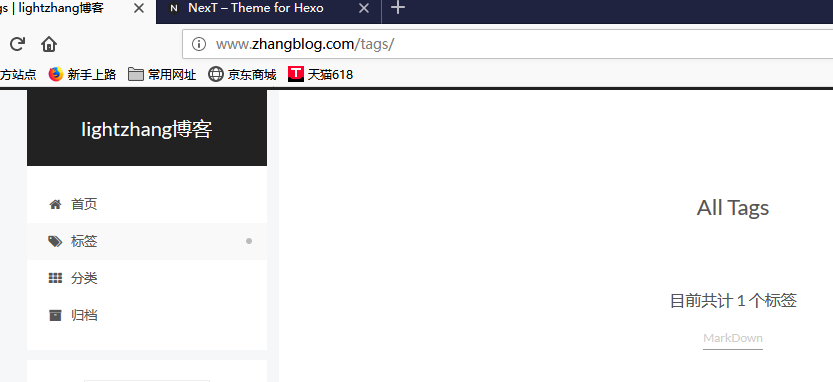 gs | lightzhang博客
NexT – Theme for Hexo
www.zhangblog.com/tags/
方站点 新手上路 常用网址 京东商城 天猫618
lightzhang博客
首页
标签
分类
归档
All Tags
目前共计 1 个标签
MarkDown